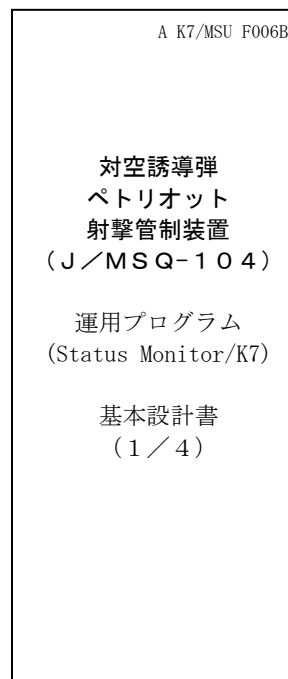 A K7/MSU F006B
対空誘導弾
ペトリオット
射撃管制装置
(J／MSQ-104)
運用プログラム
(Status Monitor/K7)
基本設計書
(1／4)